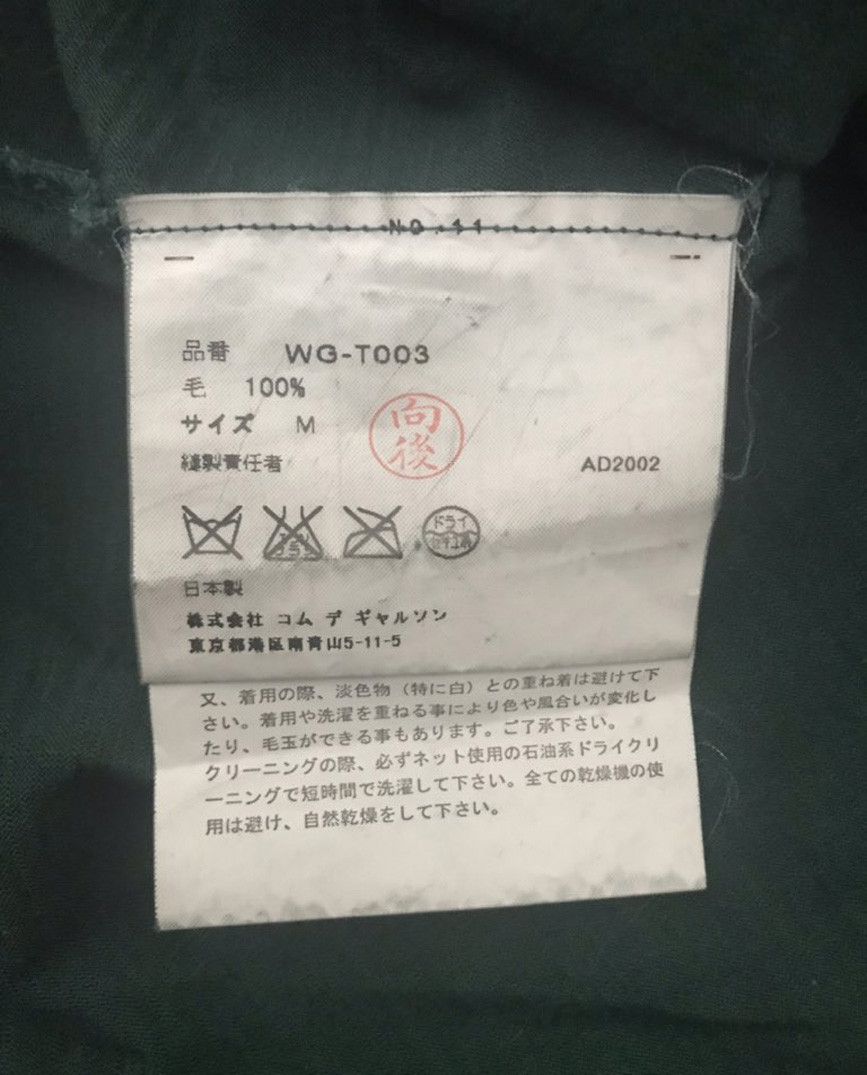 NO.11
品番 WG-T003
毛 100%
サイズ M
向後
縫製責任者 AD2002
ドライ
日本製
株式会社 コム デ ギャルソン
東京都港区南青山5-11-5
又、着用の際、淡色物(特に白)との重ね着は避けて下
さい。着用や洗濯を重ねる事により色や風合いが変化し
たり、毛玉ができる事もあります。ご了承下さい。
クリーニングの際、必ずネット使用の石油系ドライクリ
ーニングで短時間で洗濯して下さい。全ての乾燥機の使
用は避け、自然乾燥をして下さい。